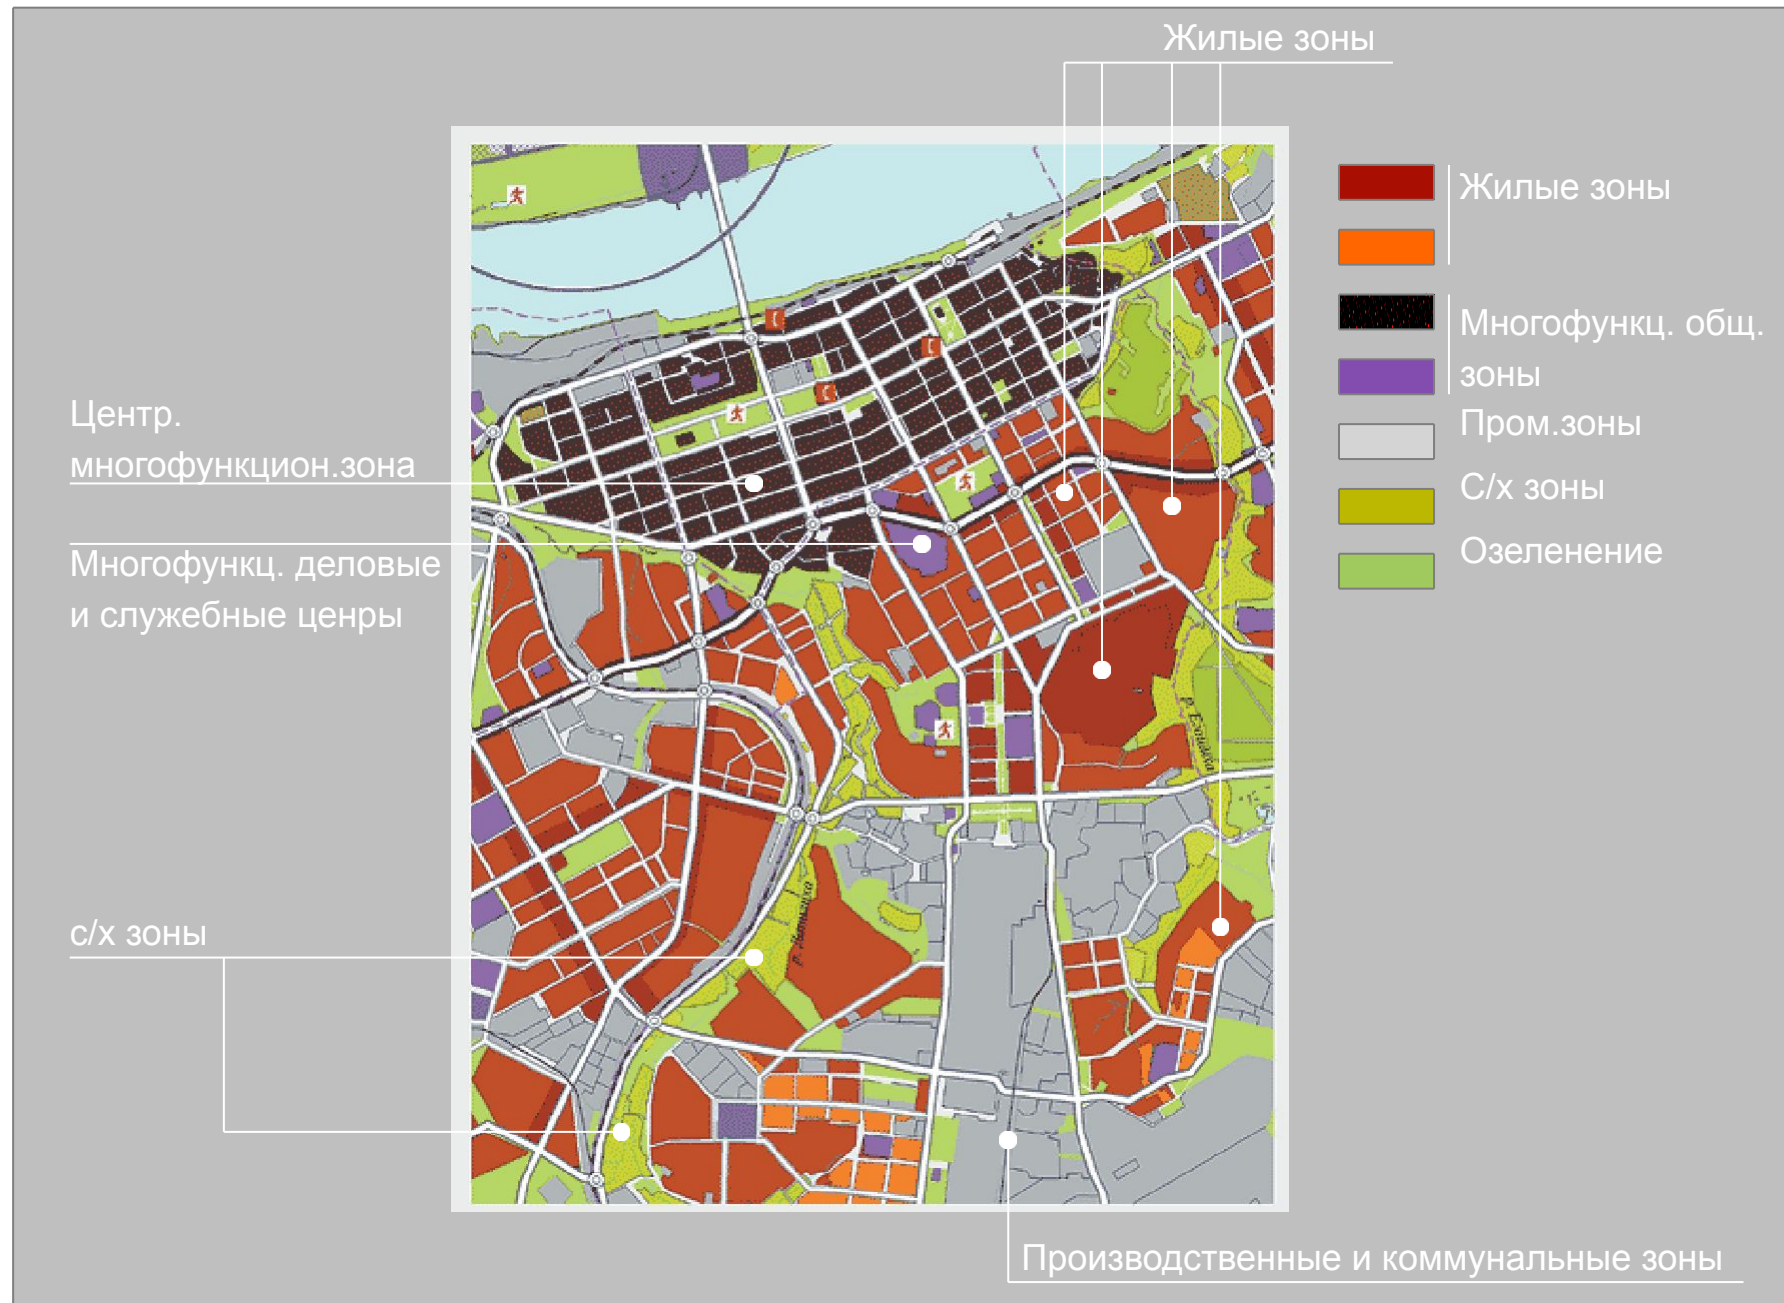 Жилые зоны
Жилые зоны
Многофункц. общ.
зоны
Пром.зоны
С/х зоны
Озеленение
Центр.
многофункцион.зона
Многофункц. деловые
и служебные ценры
с/х зоны
Производственные и коммунальные зоны